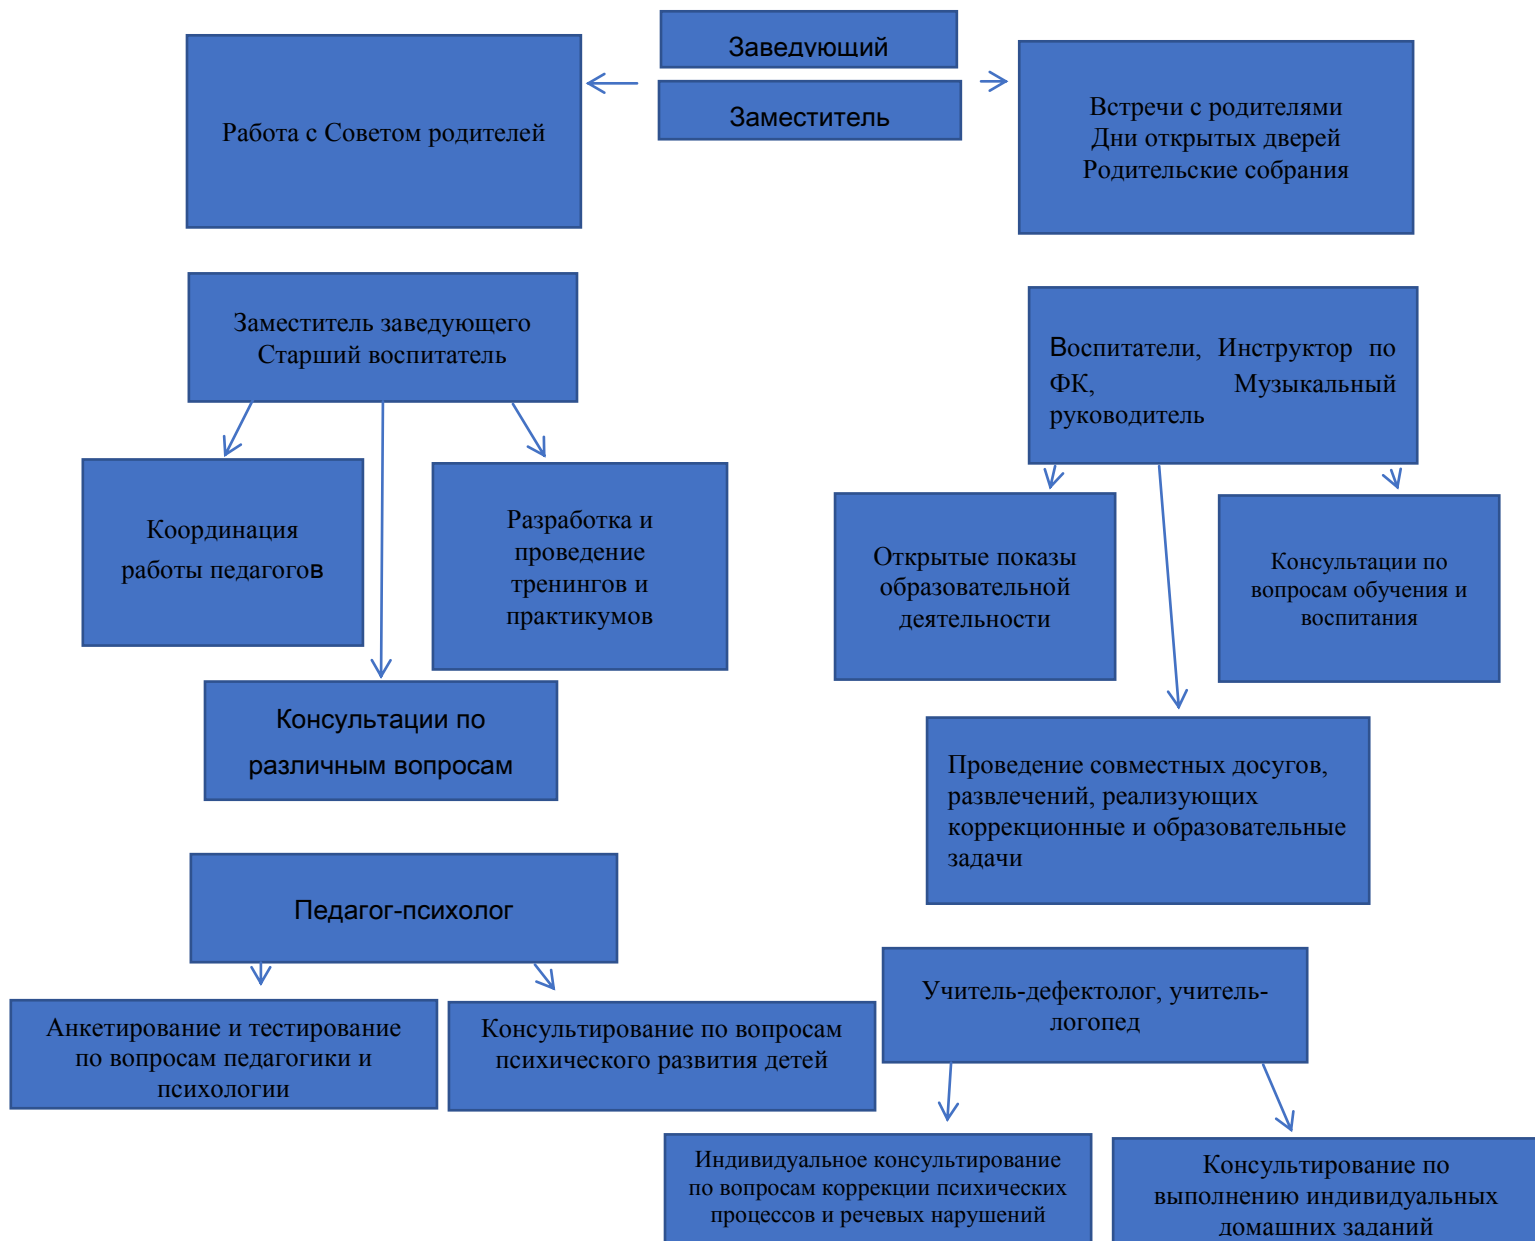 Заведующий
Заместитель
Работа с Советом родителей
Встречи с родителями
Дни открытых дверей
Родительские собрания
Заместитель заведующего
Старший воспитатель
Воспитатели, Инструктор по
ФК, Музыкальный
руководитель
Координация
работы педагогов
Разработка и
проведение
тренингов и
практикумов
Открытые показы
образовательной
деятельности
Консультации по
вопросам обучения и
воспитания
Консультации по
различным вопросам
Проведение совместных досугов,
развлечений, реализующих
коррекционные и образовательные
задачи
Педагог-психолог
Учитель-дефектолог, учитель-
логопед
Анкетирование и тестирование
по вопросам педагогики и
психологии
Консультирование по вопросам
психического развития детей
Индивидуальное консультирование
по вопросам коррекции психических
процессов и речевых нарушений
Консультирование по
выполнению индивидуальных
домашних заданий